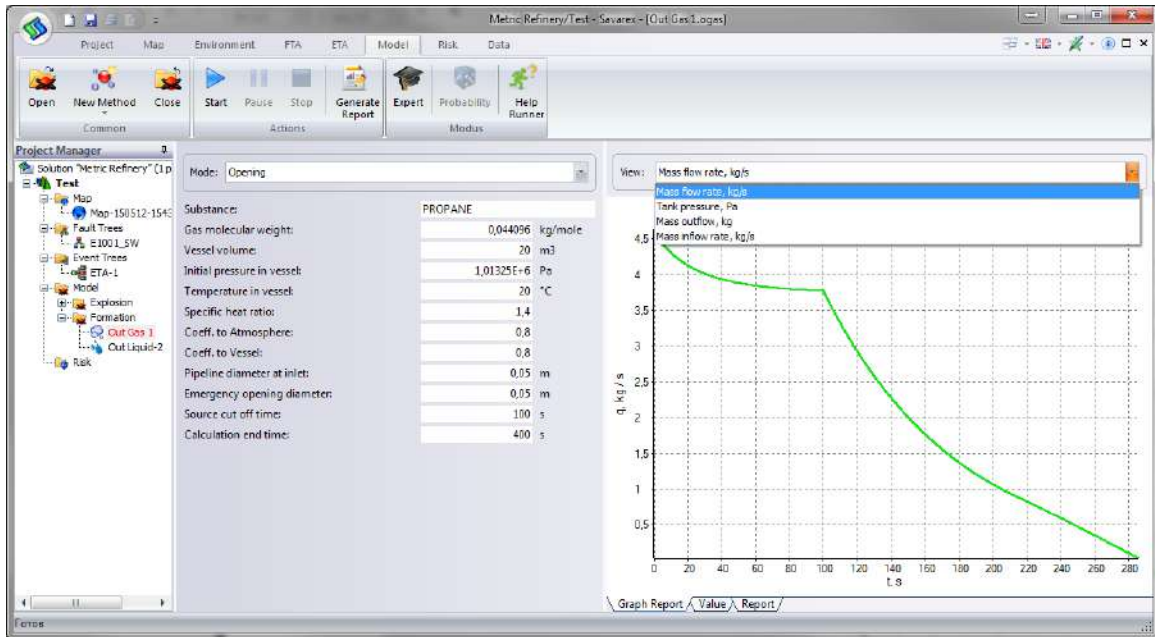 Metric Refinery/Test - Savarex - [Out Gas 1.ogas]
Project Map Environment FTA ETA Model Risk Data
Open New Method Close Start Pause Stop Generate Report Expert Probability Help Runner
Common Actions Modus
Project Manager
Solution "Metric Refinery" (1 p
Test
Map
Map-150512-154
Fault Trees
E1001_SW
Event Trees
ETA-1
Model
Explosion
Formation
Out Gas 1
Out Liquid-2
Risk
Mode: Opening
Substance: PROPANE
Gas molecular weight: 0,044096 kg/mole
Vessel volume: 20 m3
Initial pressure in vessel: 1,01325E+6 Pa
Temperature in vessel: 20 °C
Specific heat ratio: 1,4
Coeff. to Atmosphere: 0,8
Coeff. to Vessel: 0,8
Pipeline diameter at inlet: 0,05 m
Emergency opening diameter: 0,05 m
Source cut off time: 100 s
Calculation end time: 400 s
View: Mass flow rate, kg/s
Mass flow rate, kg/s
Tank pressure, Pa
Mass outflow, kg
Mass inflow rate, kg/s
4,5
4
3,5
3
2,5
2
1,5
1
0,5
q, kg / s
0 20 40 60 80 100 120 140 160 180 200 220 240 260 280
t, s
Graph Report Value Report
Готов